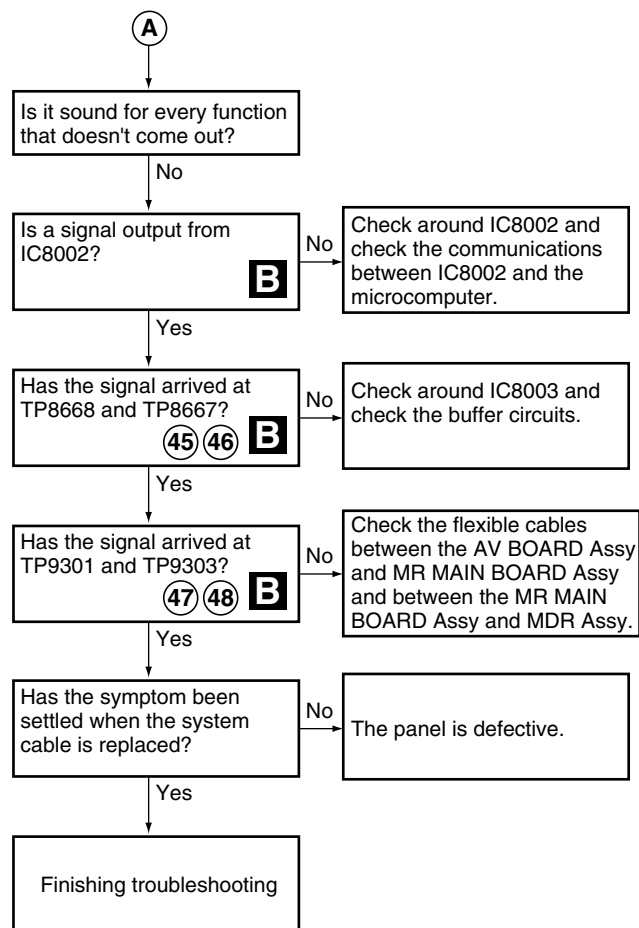 A
Is it sound for every function
that doesn't come out?
No
Is a signal output from
IC8002?
B
No
Check around IC8002 and
check the communications
between IC8002 and the
microcomputer.
Yes
Has the signal arrived at
TP8668 and TP8667?
45 46 B
No
Check around IC8003 and
check the buffer circuits.
Yes
Has the signal arrived at
TP9301 and TP9303?
47 48 B
No
Check the flexible cables
between the AV BOARD Assy
and MR MAIN BOARD Assy
and between the MR MAIN
BOARD Assy and MDR Assy.
Yes
Has the symptom been
settled when the system
cable is replaced?
No
The panel is defective.
Yes
Finishing troubleshooting